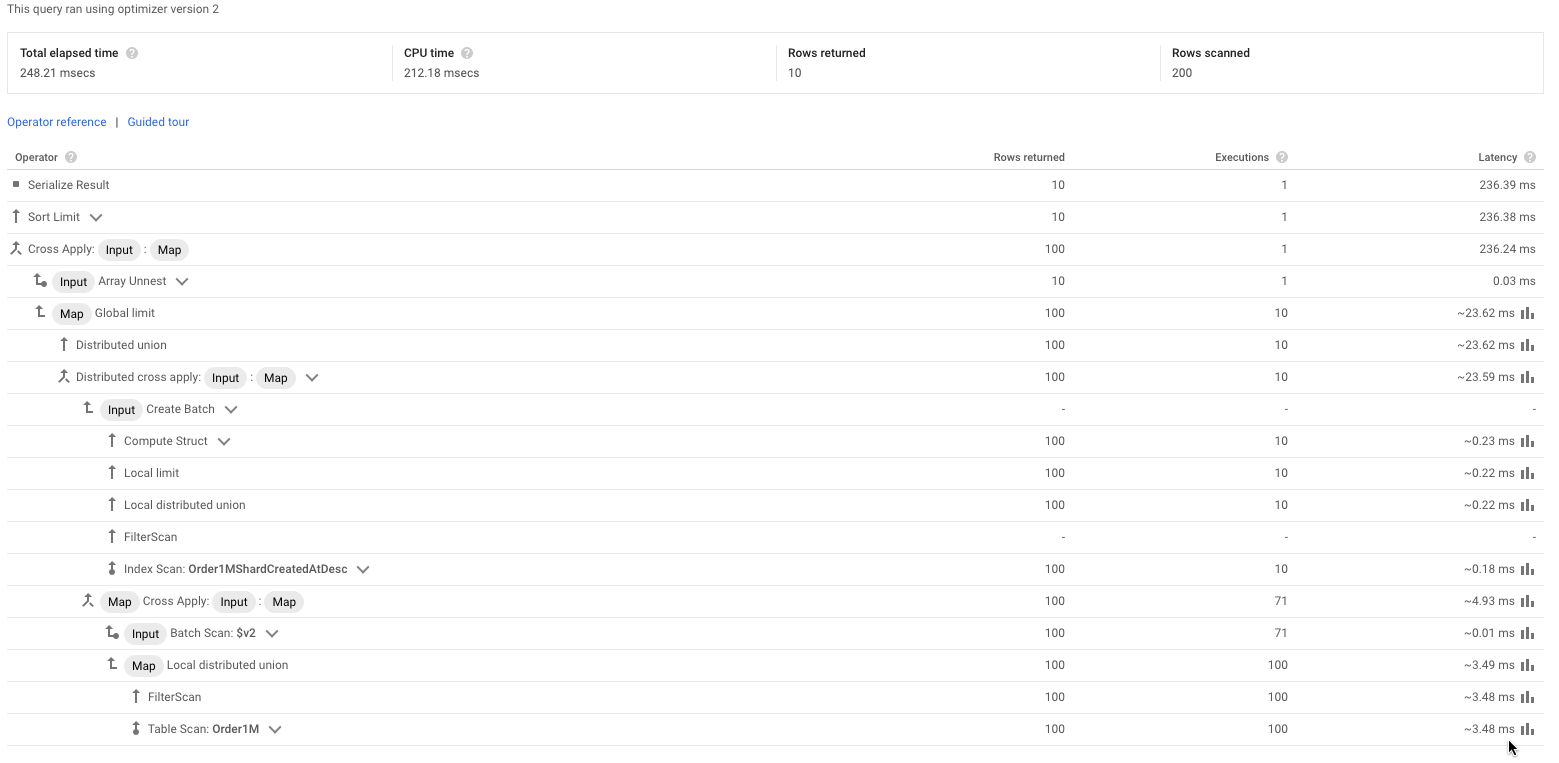 This query ran using optimizer version 2
Total elapsed time ? CPU time ? Rows returned Rows scanned
248.21 msecs 212.18 msecs 10 200
Operator reference | Guided tour
Operator ? Rows returned Executions ? Latency ?
Serialize Result 10 1 236.39 ms
Sort Limit 10 1 236.38 ms
Cross Apply: Input : Map 100 1 236.24 ms
Input Array Unnest 10 1 0.03 ms
Map Global limit 100 10 ~23.62 ms
Distributed union 100 10 ~23.62 ms
Distributed cross apply: Input : Map 100 10 ~23.59 ms
Input Create Batch - - -
Compute Struct 100 10 ~0.23 ms
Local limit 100 10 ~0.22 ms
Local distributed union 100 10 ~0.22 ms
FilterScan - - -
Index Scan: Order1MShardCreatedAtDesc 100 10 ~0.18 ms
Map Cross Apply: Input : Map 100 71 ~4.93 ms
Input Batch Scan: $v2 100 71 ~0.01 ms
Map Local distributed union 100 100 ~3.49 ms
FilterScan 100 100 ~3.48 ms
Table Scan: Order1M 100 100 ~3.48 ms